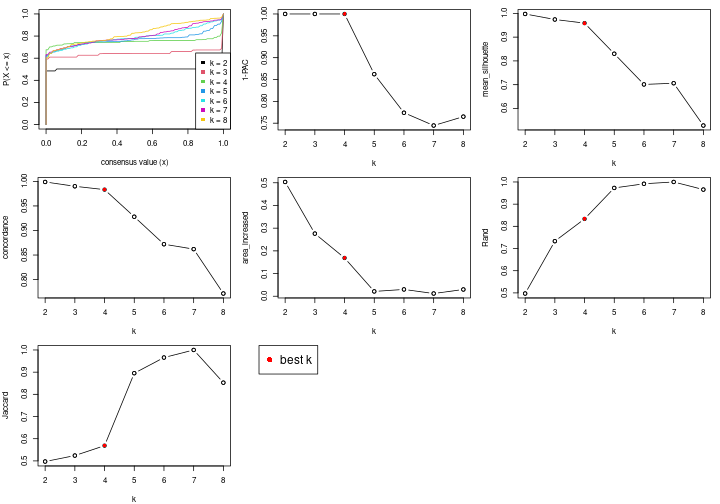 P(X <= x)
0.0 0.2 0.4 0.6 0.8 1.0
k = 2
k = 3
k = 4
k = 5
k = 6
k = 7
k = 8
0.0 0.2 0.4 0.6 0.8 1.0
consensus value (x)
1-PAC
0.75 0.80 0.85 0.90 0.95 1.00
2 3 4 5 6 7 8
k
mean_silhouette
0.6 0.7 0.8 0.9 1.0
2 3 4 5 6 7 8
k
concordance
0.80 0.85 0.90 0.95 1.00
2 3 4 5 6 7 8
k
area_increased
0.0 0.1 0.2 0.3 0.4 0.5
2 3 4 5 6 7 8
k
Rand
0.5 0.6 0.7 0.8 0.9 1.0
2 3 4 5 6 7 8
k
Jaccard
0.5 0.6 0.7 0.8 0.9 1.0
2 3 4 5 6 7 8
k
best k